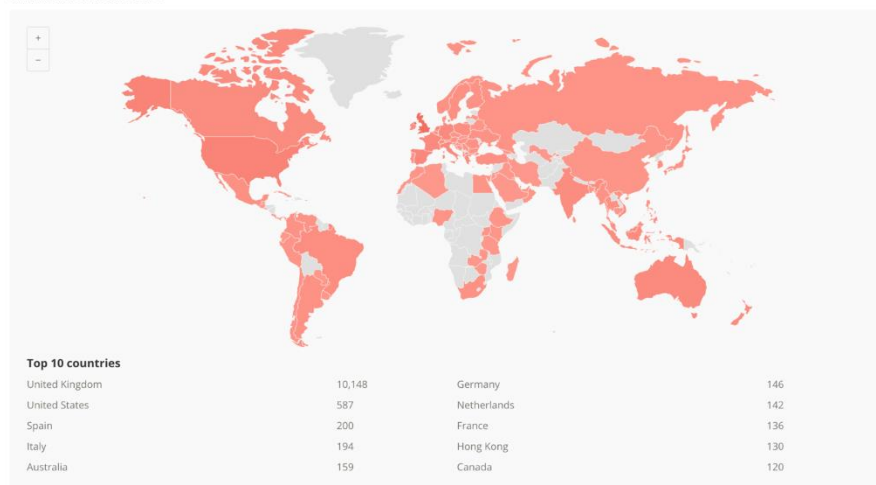 +
−
Top 10 countries
United Kingdom 10,148
United States 587
Spain 200
Italy 194
Australia 159
Germany 146
Netherlands 142
France 136
Hong Kong 130
Canada 120